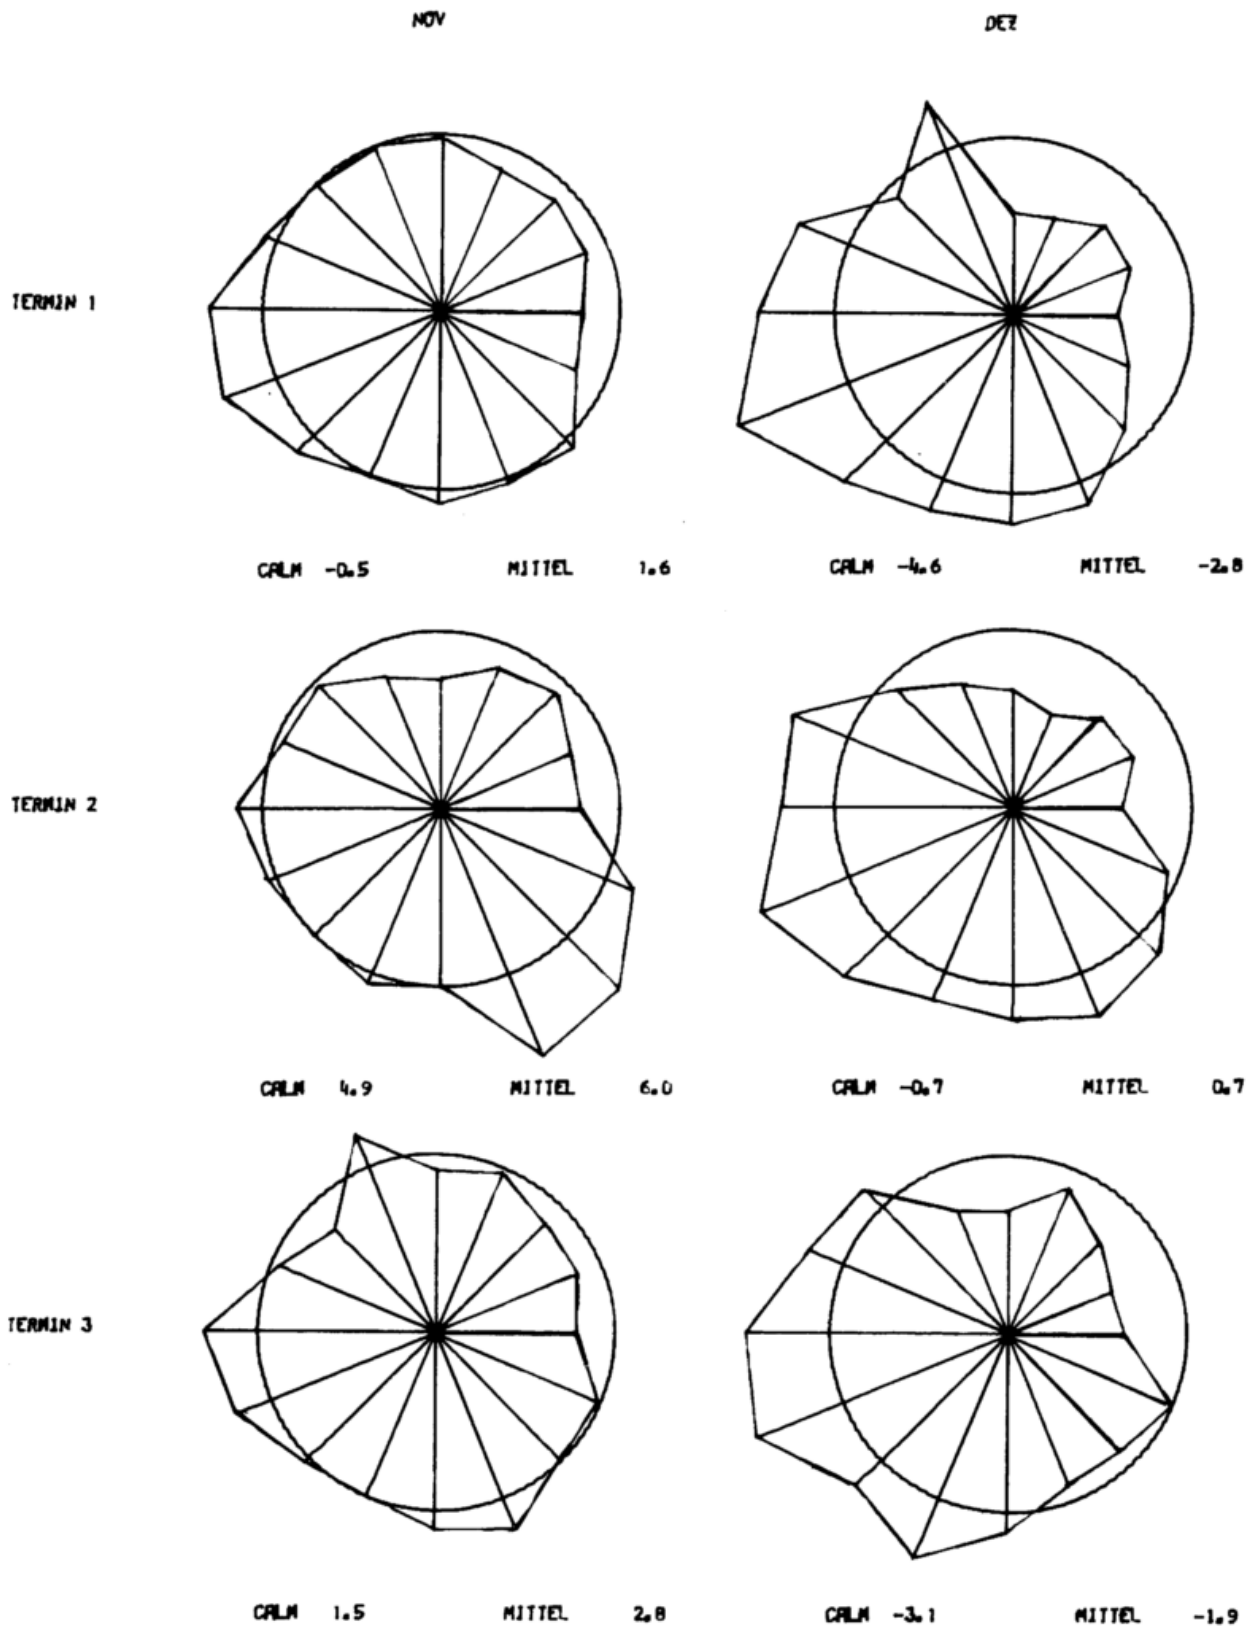 NOV DEZ
TERMIN 1
CALM -0.5 MITTEL 1.6 CALM -4.6 MITTEL -2.8
TERMIN 2
CALM 4.9 MITTEL 6.0 CALM -0.7 MITTEL 0.7
TERMIN 3
CALM 1.5 MITTEL 2.8 CALM -3.1 MITTEL -1.9